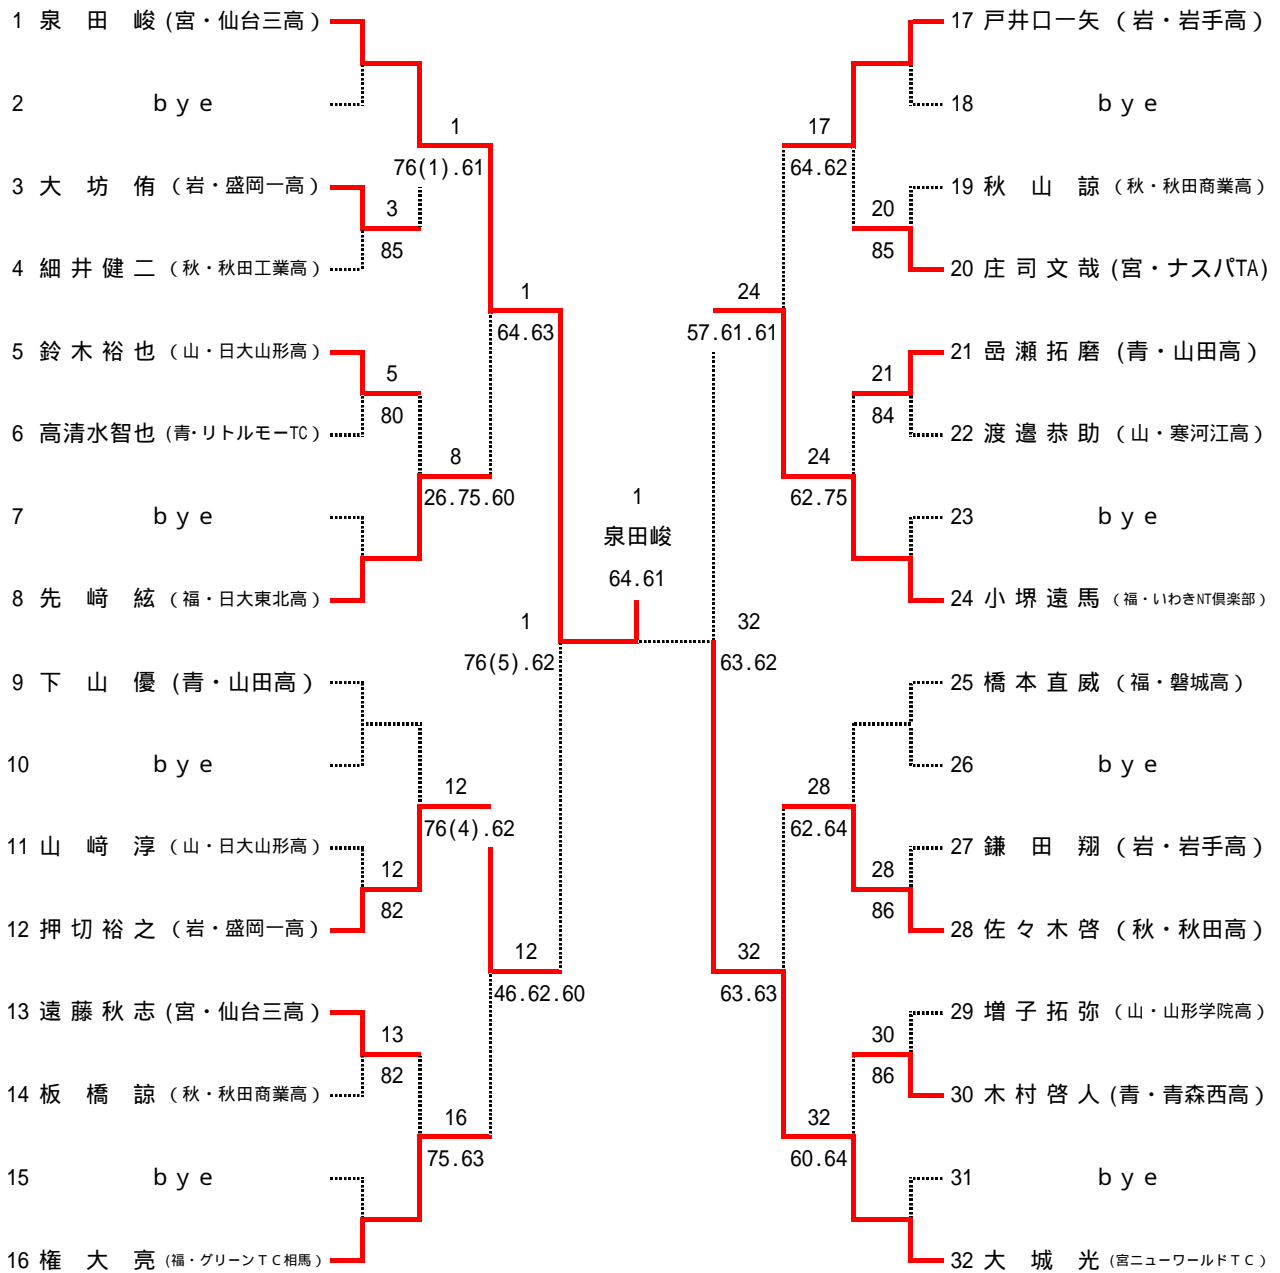 1 泉 田 峻 (宮・仙台三高)
2 bye
1
76(1).61
3 大 坊 侑 (岩・盛岡一高)
3
85
4 細 井 健 二 (秋・秋田工業高)
1
64.63
5 鈴 木 裕 也 (山・日大山形高)
5
80
6 高清水智也 (青・リトルモーTC)
8
26.75.60
7 bye
8 先 﨑 絃 (福・日大東北高)
1
76(5).62
9 下 山 優 (青・山田高)
10 bye
12
76(4).62
11 山 﨑 淳 (山・日大山形高)
12
82
12 押 切 裕 之 (岩・盛岡一高)
12
46.62.60
13 遠 藤 秋 志 (宮・仙台三高)
13
82
14 板 橋 諒 (秋・秋田商業高)
16
75.63
15 bye
16 権 大 亮 (福・グリーンTC相馬)
1
泉田峻
64.61
17 戸井口一矢 (岩・岩手高)
18 bye
17
64.62
19 秋 山 諒 (秋・秋田商業高)
20
85
20 庄 司 文 哉 (宮・ナスパTA)
24
57.61.61
21 嵒 瀬 拓 磨 (青・山田高)
21
84
22 渡 邉 恭 助 (山・寒河江高)
24
62.75
23 bye
24 小 堺 遠 馬 (福・いわきNT倶楽部)
32
63.62
25 橋 本 直 威 (福・磐城高)
26 bye
28
62.64
27 鎌 田 翔 (岩・岩手高)
28
86
28 佐 々 木 啓 (秋・秋田高)
32
63.63
29 増 子 拓 弥 (山・山形学院高)
30
86
30 木 村 啓 人 (青・青森西高)
32
60.64
31 bye
32 大 城 光 (宮ニューワールドTC)